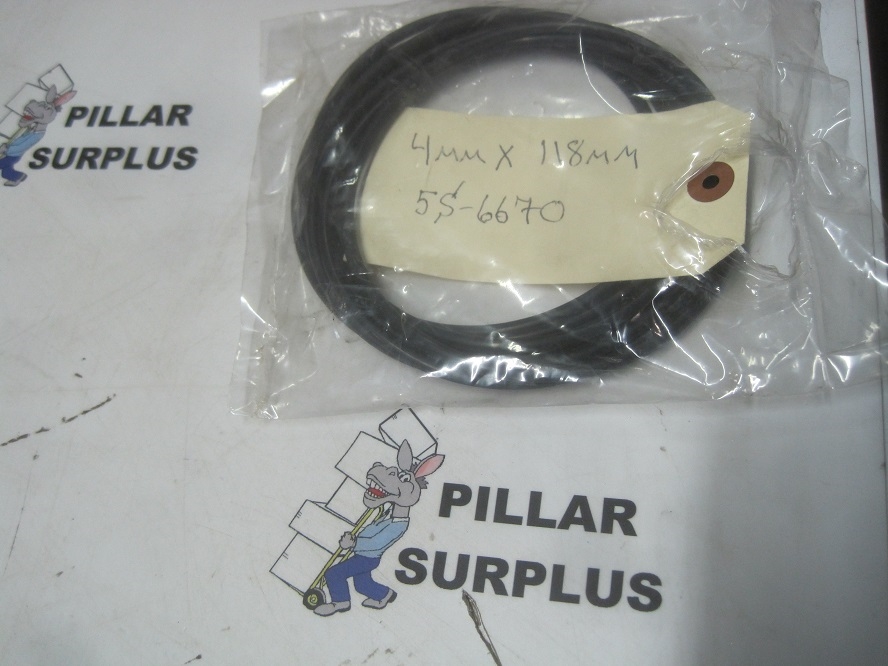 PILLAR
SURPLUS
4mm X 118mm
5S-6670
PILLAR
SURPLUS